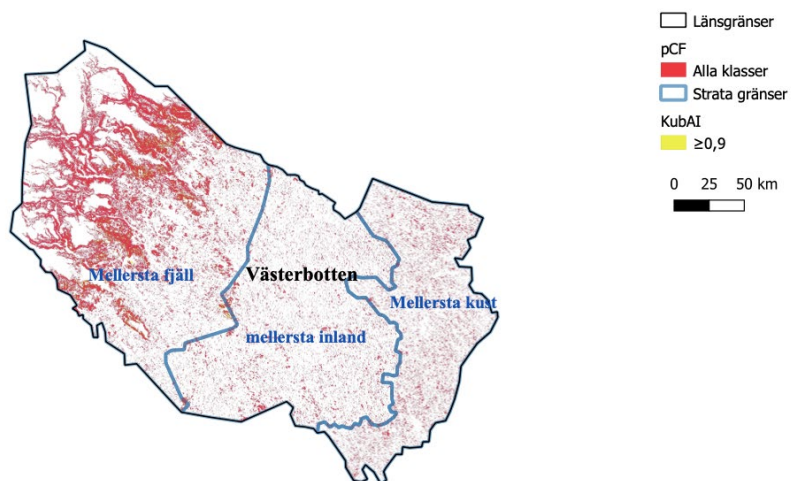 Länsgränser
pCF
Alla klasser
Strata gränser
KubAI
≥0,9
0 25 50 km
Västerbotten
Mellersta fjäll
Mellersta kust
mellersta inland